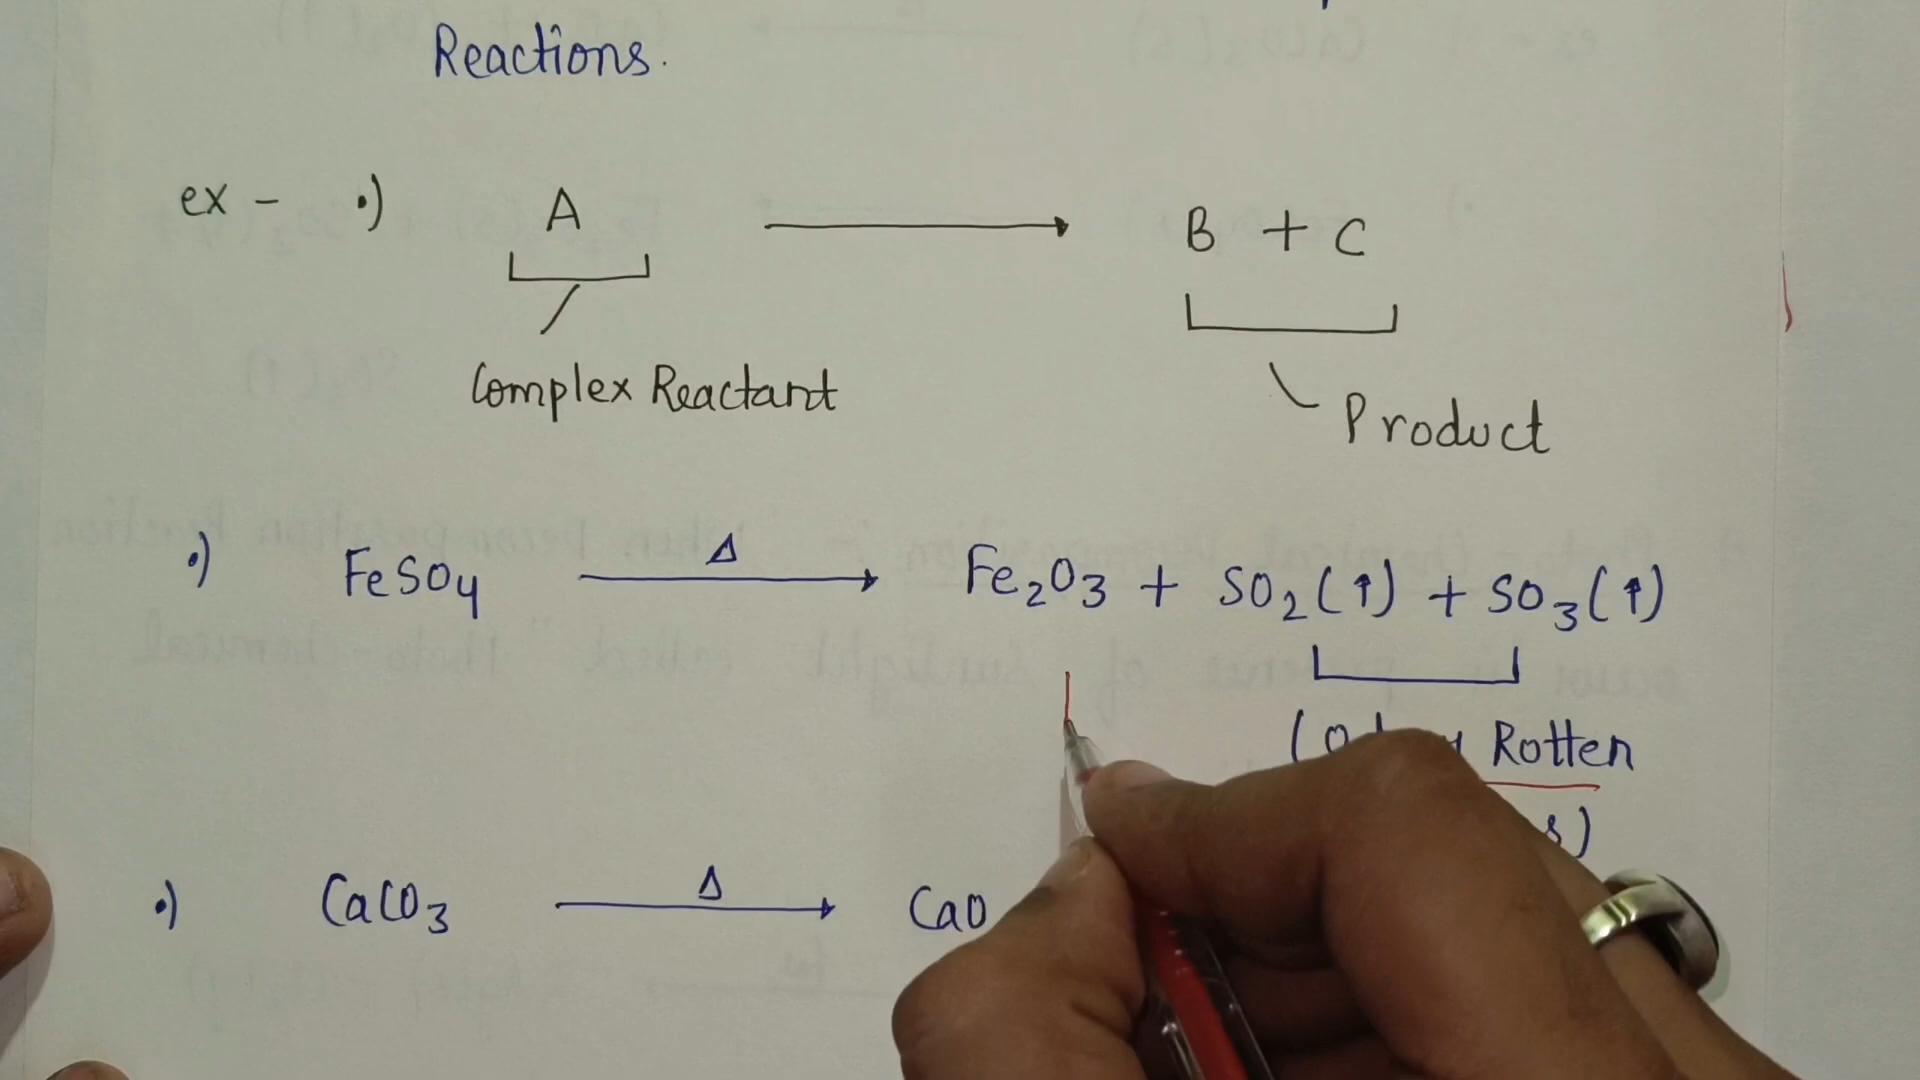 Reactions.
ex - •) A ⟶ B + C
Complex Reactant
Product
•) FeSO4 ⟶ Δ Fe2O3 + SO2(↑) + SO3(↑)
Rotten
•) CaCO3 ⟶ Δ CaO